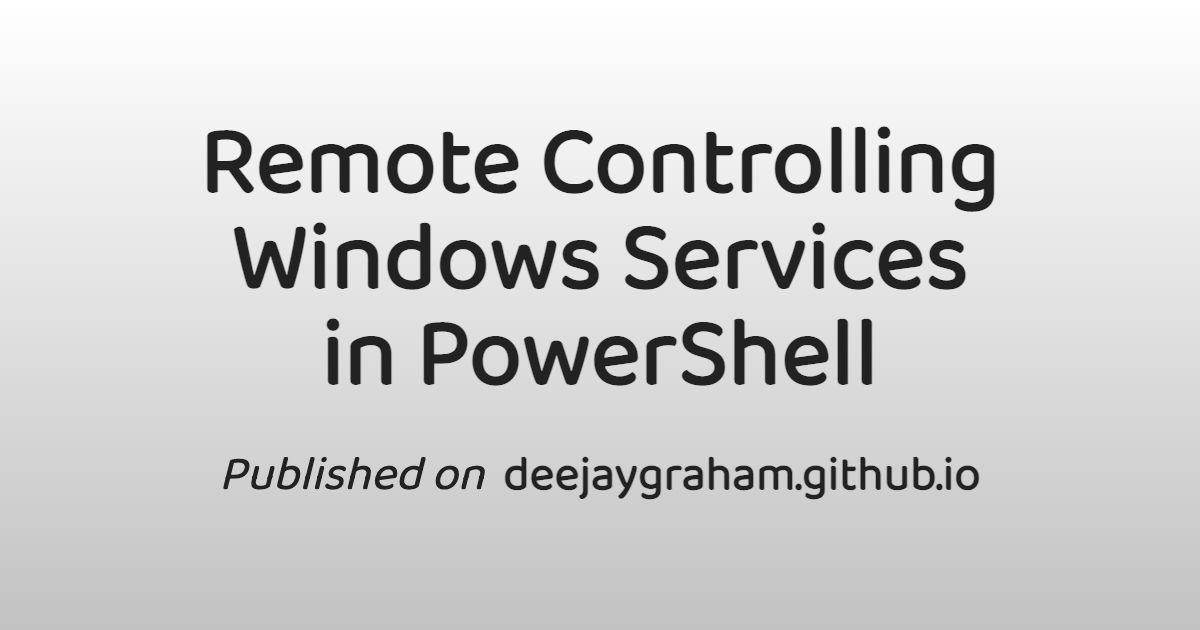 Remote Controlling
Windows Services
in PowerShell
Published on deejaygraham.github.io